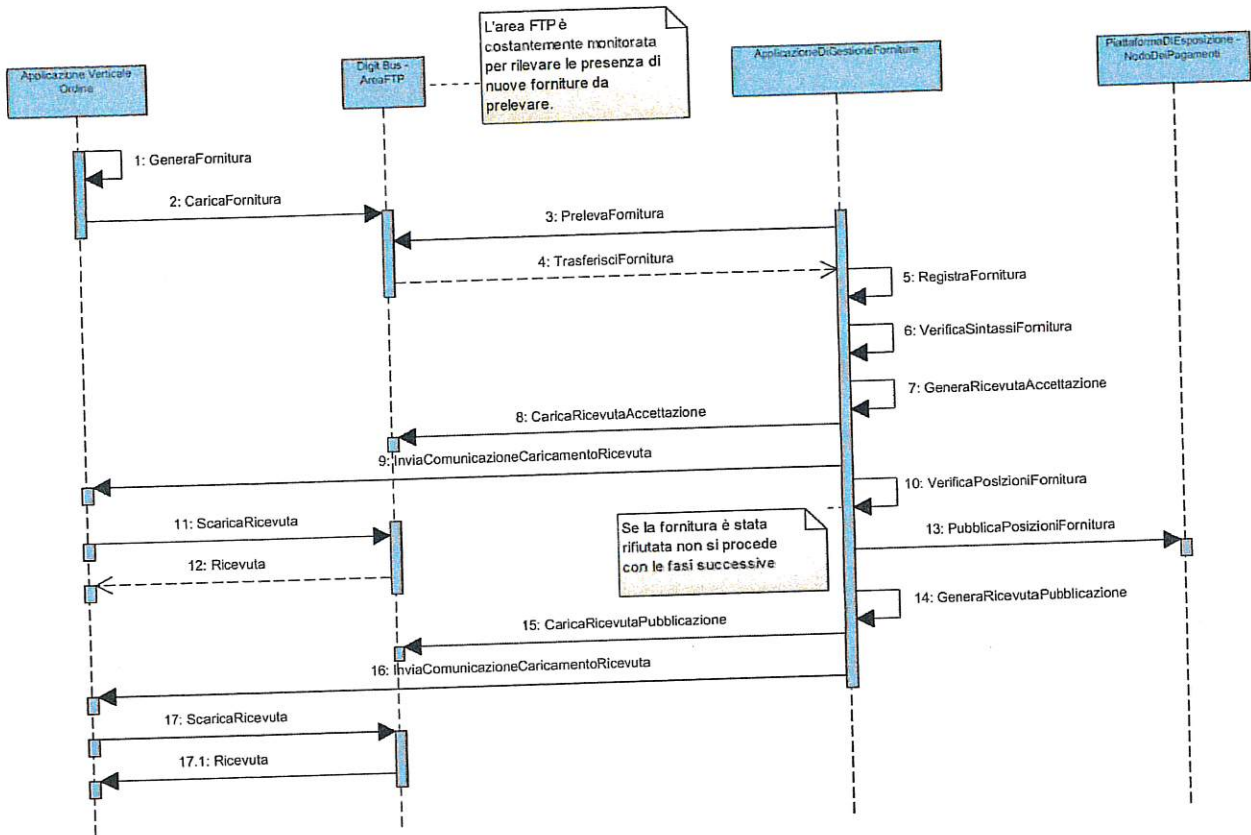 L'area FTP è
costantemente monitorata
per rilevare le presenza di
nuove forniture da
prelevare.
Applicazione Verticale
Ordine
Digit Bus -
AreaFTP
ApplicazioneDiGestioneForniture
PiattaformaDiEsposizione -
NodoDeiPagamenti
1: GeneraFornitura
2: CaricaFornitura
3: PrelevaFornitura
4: TrasferisciFornitura
5: RegistraFornitura
6: VerificaSintassiFornitura
7: GeneraRicevutaAccettazione
8: CaricaRicevutaAccettazione
9: InviaComunicazioneCaricamentoRicevuta
10: VerificaPosizioniFornitura
11: ScaricaRicevuta
Se la fornitura è stata
rifiutata non si procede
con le fasi successive
12: Ricevuta
13: PubblicaPosizioniFornitura
14: GeneraRicevutaPubblicazione
15: CaricaRicevutaPubblicazione
16: InviaComunicazioneCaricamentoRicevuta
17: ScaricaRicevuta
17.1: Ricevuta